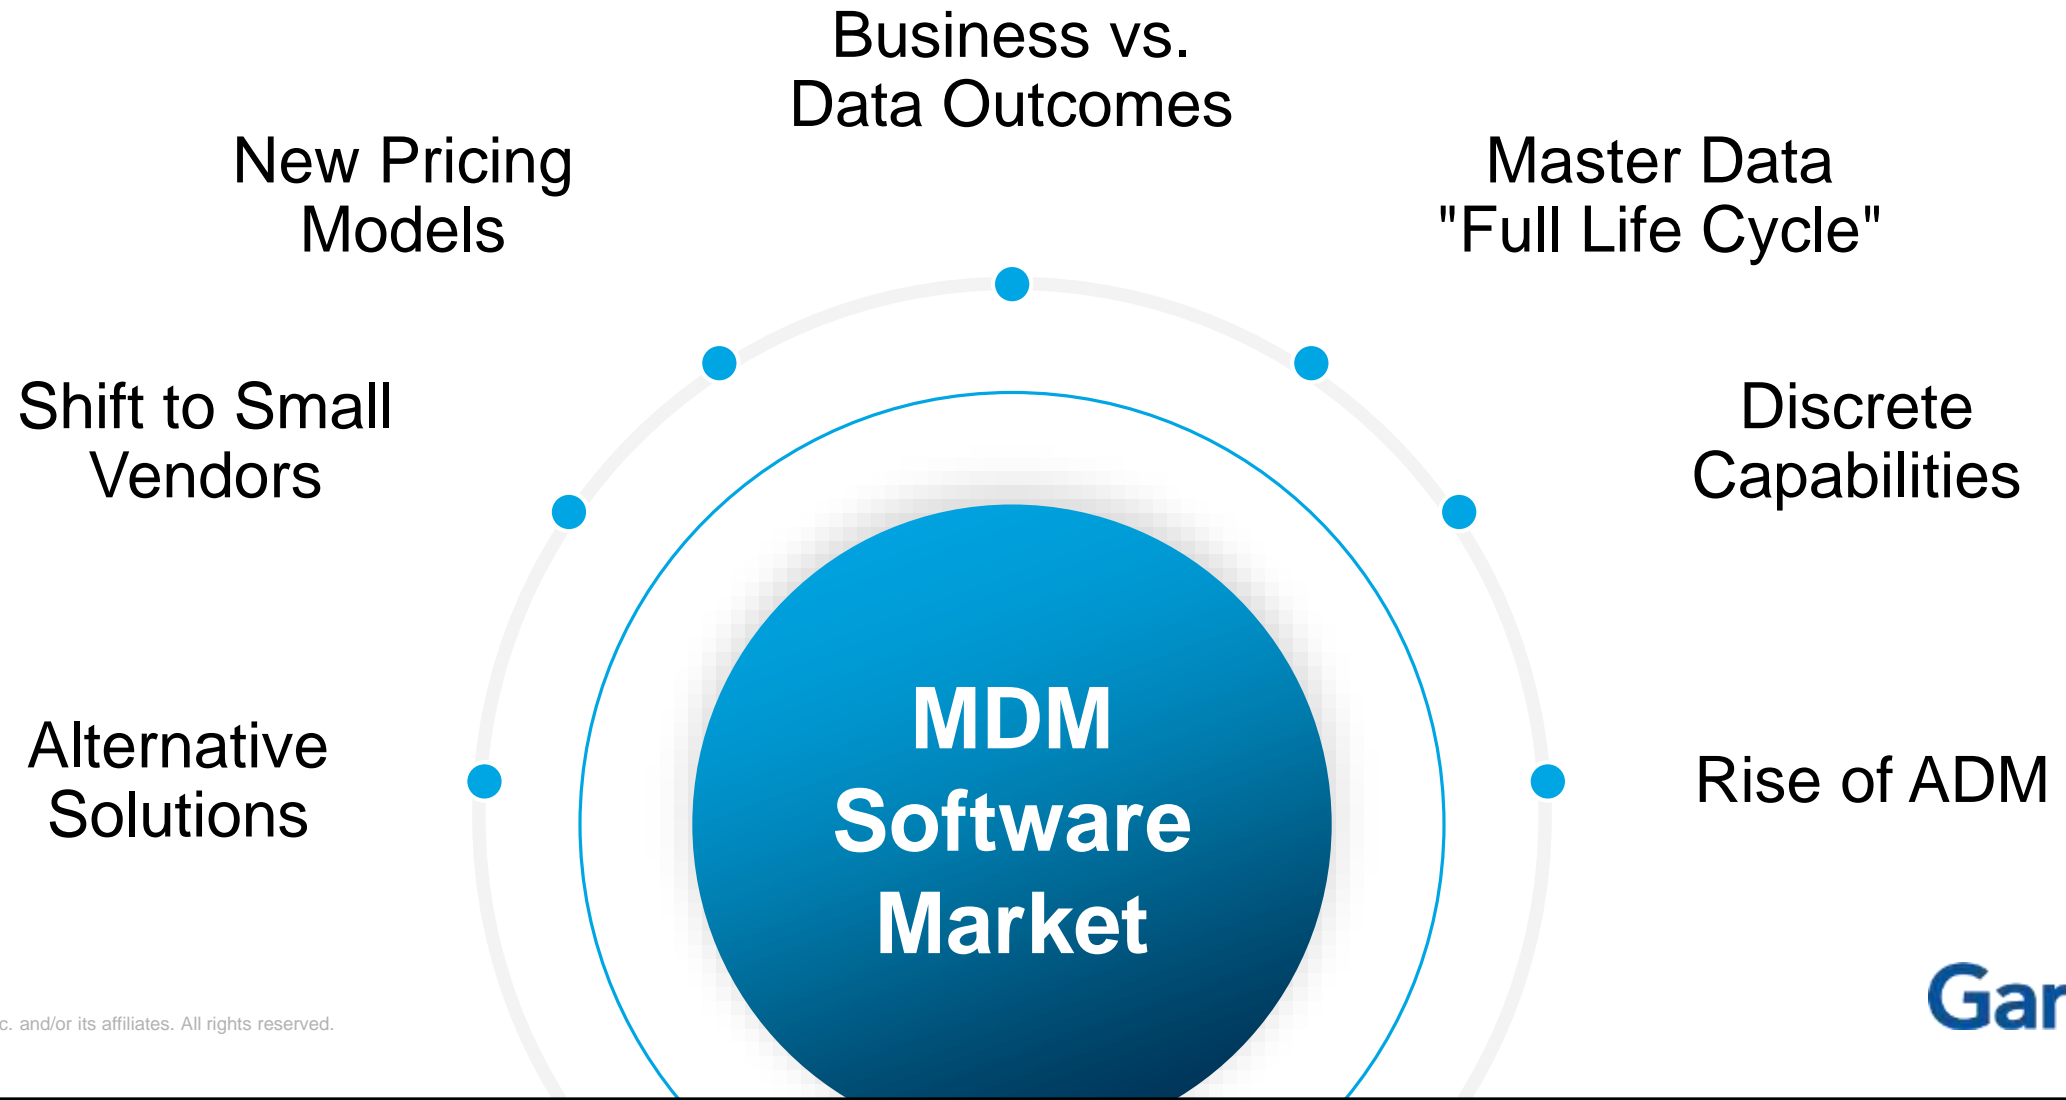 Business vs.
Data Outcomes
New Pricing
Models
Master Data
"Full Life Cycle"
Shift to Small
Vendors
Discrete
Capabilities
Alternative
Solutions
MDM
Software
Market
Rise of ADM
c. and/or its affiliates. All rights reserved.
Gar